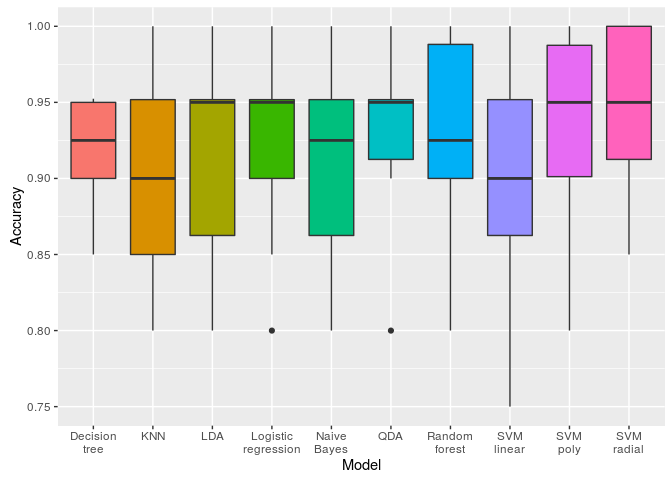 1.00
0.95
0.90
0.85
0.80
0.75
Accuracy
Decision tree
KNN
LDA
Logistic regression
Naive Bayes
QDA
Random forest
SVM linear
SVM poly
SVM radial
Model